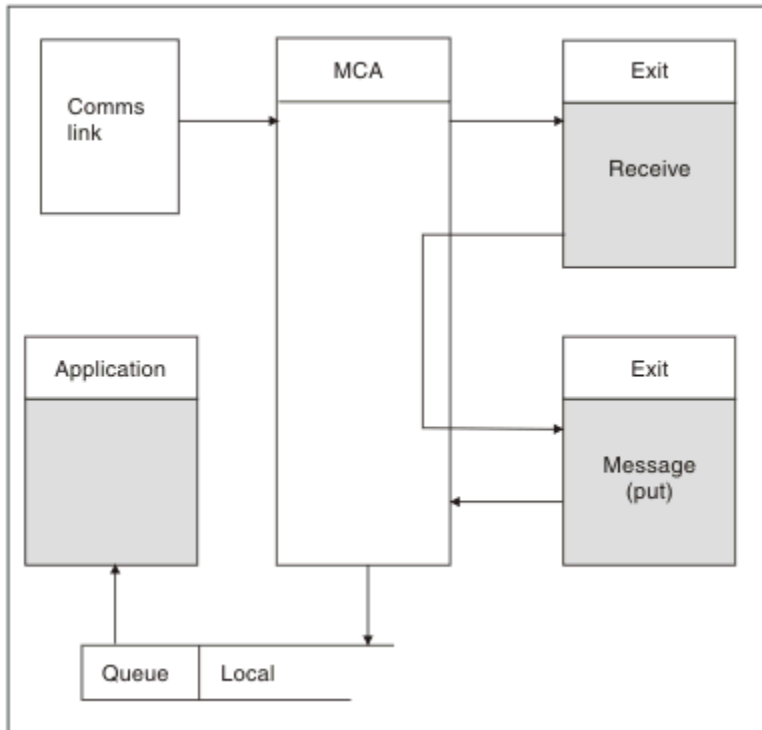 MCA
Exit
Comms
link
Receive
Application
Exit
Message
(put)
Queue
Local